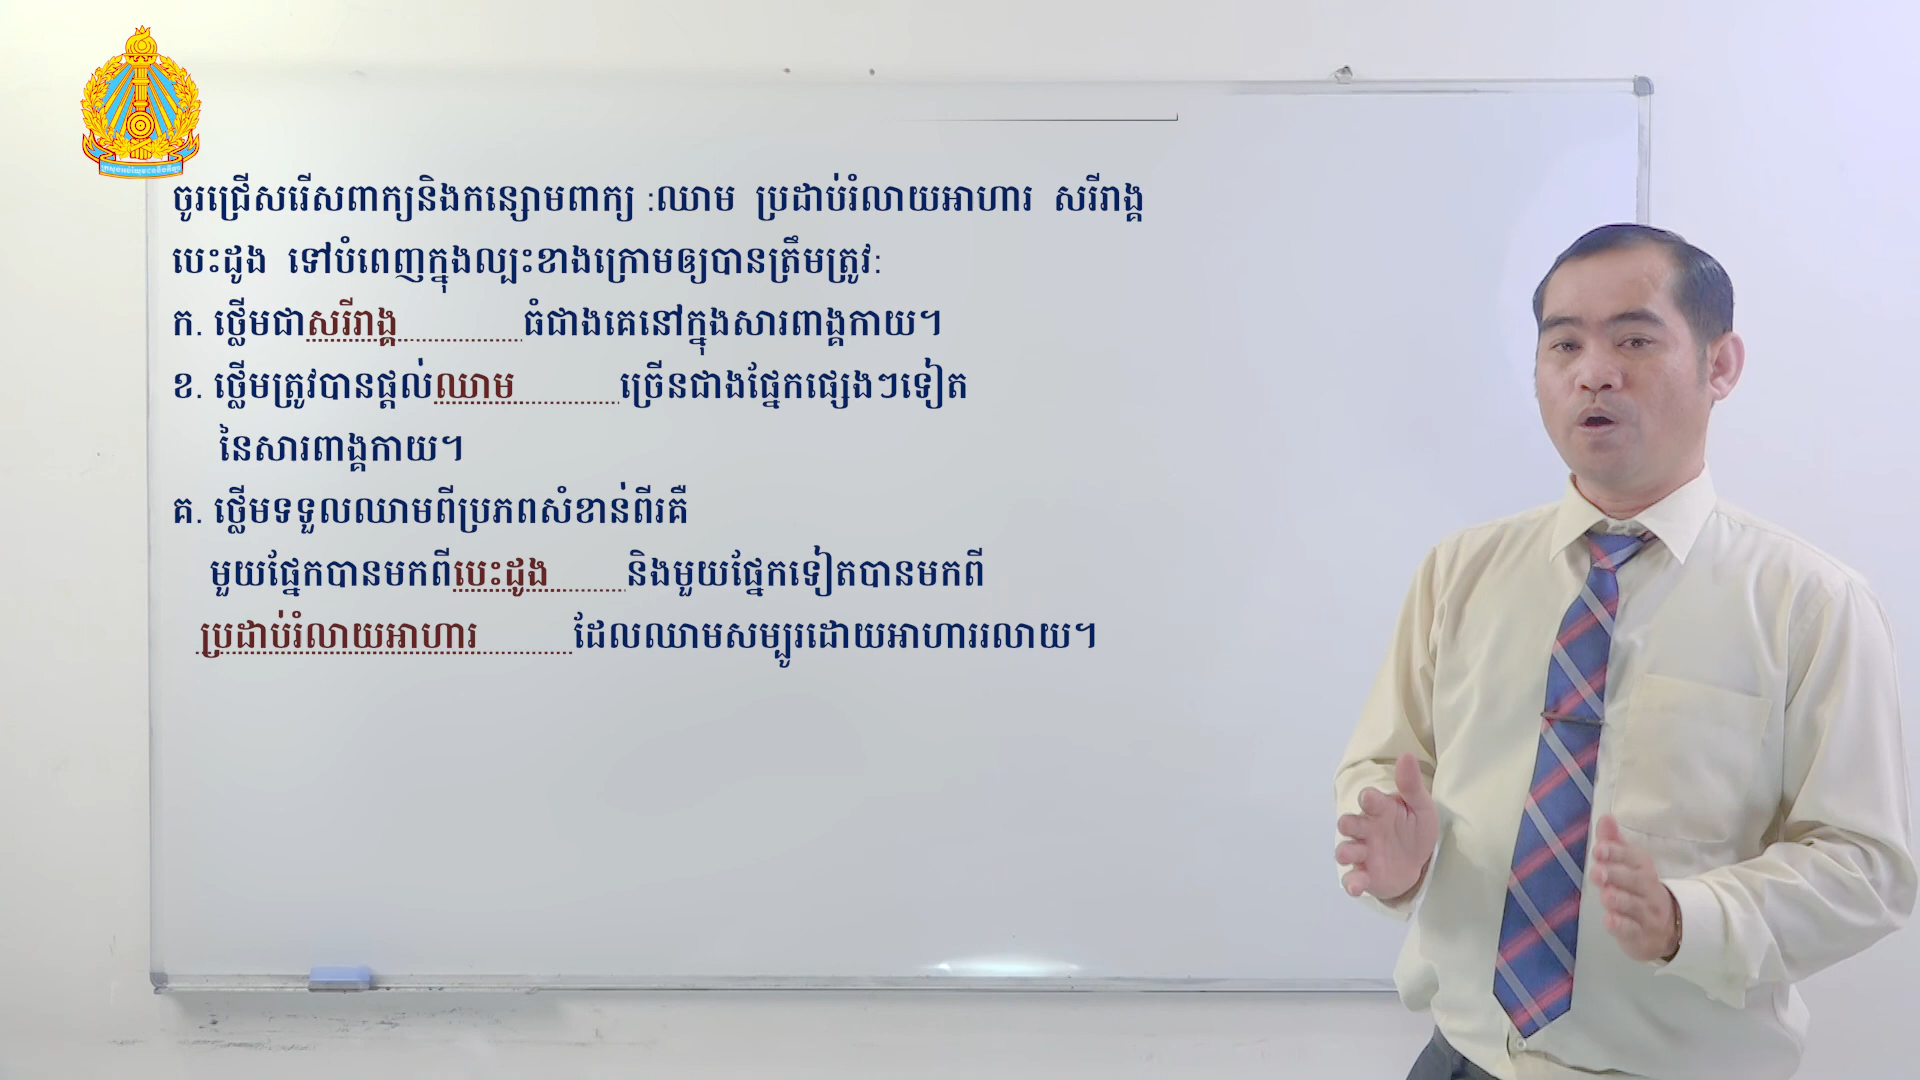 ចូរជ្រើសរើសពាក្យនិងកន្សោមពាក្យ :ឈាម ប្រដាប់រំលាយអាហារ សរីរាង្គ
បេះដូង ទៅបំពេញក្នុងល្បះខាងក្រោមឲ្យបានត្រឹមត្រូវ:
ក. ថ្លើមជាសរីរាង្គ..............ធំជាងគេនៅក្នុងសារពាង្គកាយ។
ខ. ថ្លើមត្រូវបានផ្តល់ឈាម..............ច្រើនជាងផ្នែកផ្សេងៗទៀត
នៃសារពាង្គកាយ។
គ. ថ្លើមទទួលឈាមពីប្រភពសំខាន់ពីរគឺ
មួយផ្នែកបានមកពីបេះដូង..........និងមួយផ្នែកទៀតបានមកពី
ប្រដាប់រំលាយអាហារ............ដែលឈាមសម្បូរដោយអាហាររលាយ។